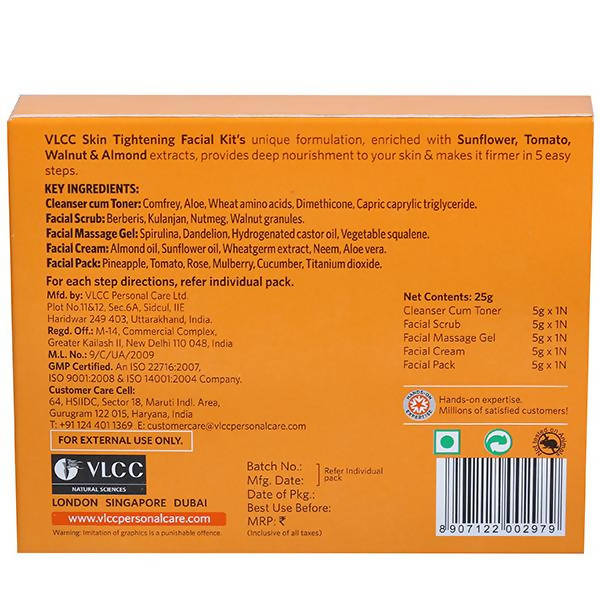 VLCC Skin Tightening Facial Kit's unique formulation, enriched with Sunflower, Tomato,
Walnut & Almond extracts, provides deep nourishment to your skin & makes it firmer in 5 easy
steps.
KEY INGREDIENTS:
Cleanser cum Toner: Comfrey, Aloe, Wheat amino acids, Dimethicone, Capric caprylic triglyceride.
Facial Scrub: Berberis, Kulanjan, Nutmeg, Walnut granules.
Facial Massage Gel: Spirulina, Dandelion, Hydrogenated castor oil, Vegetable squalene.
Facial Cream: Almond oil, Sunflower oil, Wheatgerm extract, Neem, Aloe vera.
Facial Pack: Pineapple, Tomato, Rose, Mulberry, Cucumber, Titanium dioxide.
For each step directions, refer individual pack.
Mfd. by: VLCC Personal Care Ltd.
Plot No.11&12, Sec.6A, Sidcul, IIE
Haridwar 249 403, Uttarakhand, India.
Regd. Off.: M-14, Commercial Complex,
Greater Kailash II, New Delhi 110 048, India
M.L. No.: 9/C/UA/2009
GMP Certified. An ISO 22716:2007,
ISO 9001:2008 & ISO 14001:2004 Company.
Customer Care Cell:
64, HSIIDC, Sector 18, Maruti Indl. Area,
Gurugram 122 015, Haryana, India
T: +91 124 401 1369 E: customercare@vlccpersonalcare.com
FOR EXTERNAL USE ONLY.
VLCC
NATURAL SCIENCES
LONDON SINGAPORE DUBAI
www.vlccpersonalcare.com
Warning: Imitation of graphics is a punishable offence.
Net Contents: 25g
Cleanser Cum Toner 5g x 1N
Facial Scrub 5g x 1N
Facial Massage Gel 5g x 1N
Facial Cream 5g x 1N
Facial Pack 5g x 1N
HANDS-ON
EXPERTISE
Hands-on expertise.
Millions of satisfied customers!
Not tested on Animals
Batch No.:
Mfg. Date:
Refer Individual
pack
Date of Pkg.:
Best Use Before:
MRP: ₹
(Inclusive of all taxes)
8 907122 002979